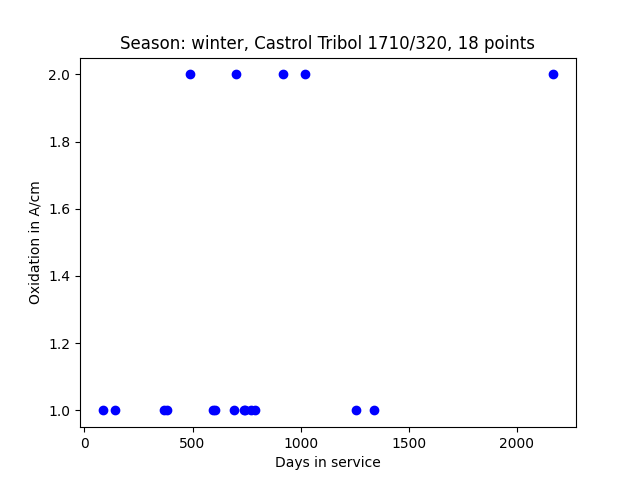 Season: winter, Castrol Tribol 1710/320, 18 points
2.0
1.8
1.6
1.4
1.2
1.0
Oxidation in A/cm
0 500 1000 1500 2000
Days in service